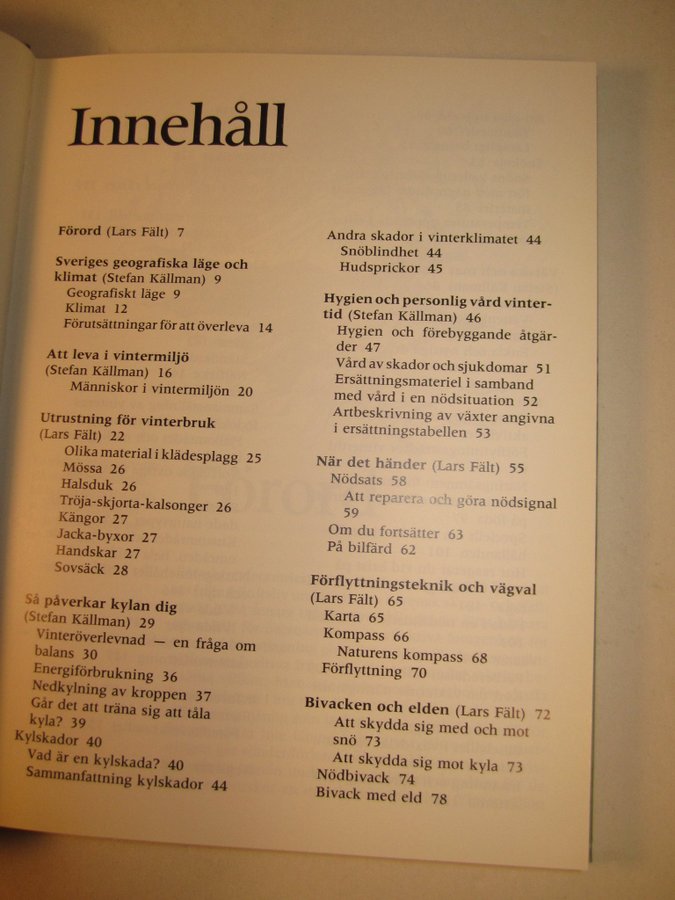 Innehåll
Förord (Lars Fält) 7
Sveriges geografiska läge och
klimat (Stefan Källman) 9
Geografiskt läge 9
Klimat 12
Förutsättningar för att överleva 14
Att leva i vintermiljö
(Stefan Källman) 16
Människor i vintermiljön 20
Utrustning för vinterbruk
(Lars Fält) 22
Olika material i klädesplagg 25
Mössa 26
Halsduk 26
Tröja-skjorta-kalsonger 26
Kängor 27
Jacka-byxor 27
Handskar 27
Sovsäck 28
Så påverkar kylan dig
(Stefan Källman) 29
Vinteröverlevnad — en fråga om
balans 30
Energiförbrukning 36
Nedkylning av kroppen 37
Går det att träna sig att tåla
kyla? 39
Kylskador 40
Vad är en kylskada? 40
Sammanfattning kylskador 44
Andra skador i vinterklimatet 44
Snöblindhet 44
Hudsprickor 45
Hygien och personlig vård vinter-
tid (Stefan Källman) 46
Hygien och förebyggande åtgär-
der 47
Vård av skador och sjukdomar 51
Ersättningsmateriel i samband
med vård i en nödsituation 52
Artbeskrivning av växter angivna
i ersättningstabellen 53
När det händer (Lars Fält) 55
Nödsats 58
Att reparera och göra nödsignal
59
Om du fortsätter 63
På bilfärd 62
Förflyttningsteknik och vägval
(Lars Fält) 65
Karta 65
Kompass 66
Naturens kompass 68
Förflyttning 70
Bivacken och elden (Lars Fält) 72
Att skydda sig med och mot
snö 73
Att skydda sig mot kyla 73
Nödbivack 74
Bivack med eld 78